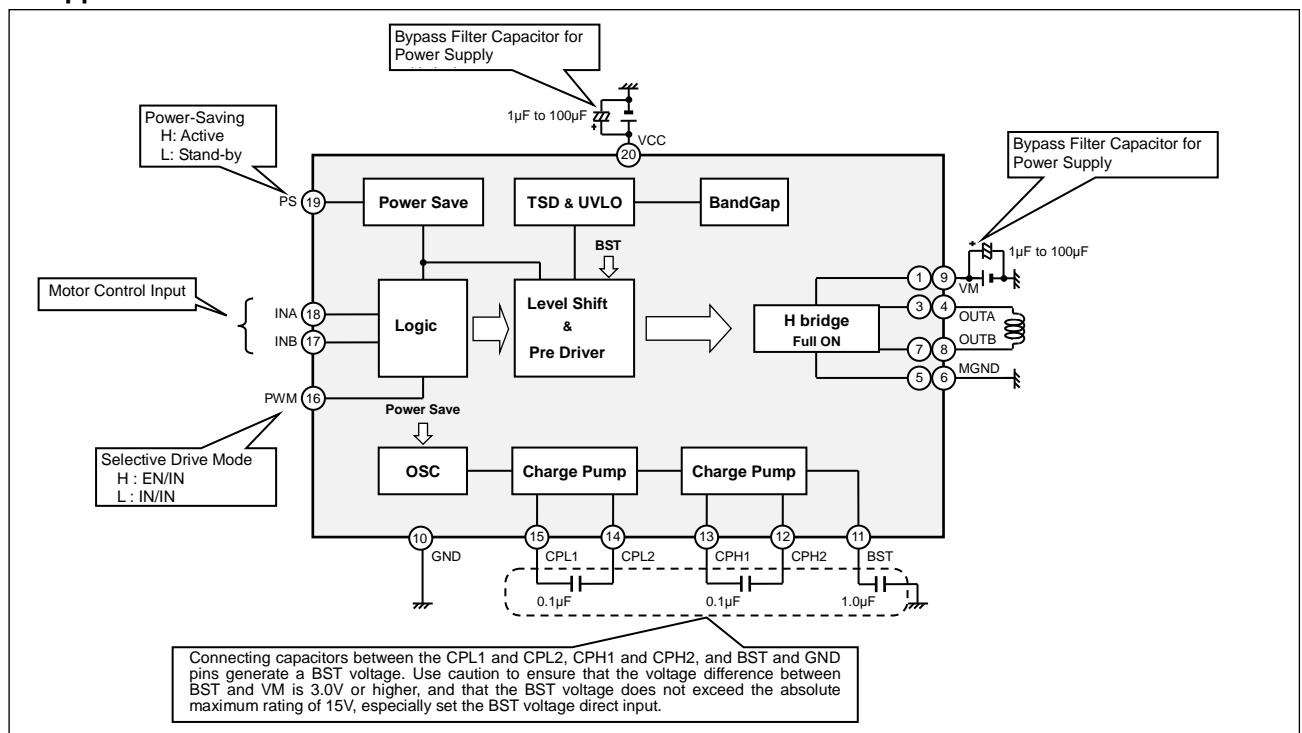 Bypass Filter Capacitor for
Power Supply
1µF to 100µF
+
VCC
20
Power-Saving
H: Active
L: Stand-by
Bypass Filter Capacitor for
Power Supply
PS
19
Power Save
TSD & UVLO
BandGap
BST
+
1µF to 100µF
1
9
VM
Motor Control Input
INA
18
INB
17
Logic
Level Shift
&
Pre Driver
H bridge
Full ON
3
4
OUTA
7
8
OUTB
5
6
MGND
PWM
16
Power Save
Selective Drive Mode
H : EN/IN
L : IN/IN
OSC
Charge Pump
Charge Pump
10
GND
15
CPL1
14
CPL2
13
CPH1
12
CPH2
11
BST
0.1µF
0.1µF
1.0µF
Connecting capacitors between the CPL1 and CPL2, CPH1 and CPH2, and BST and GND
pins generate a BST voltage. Use caution to ensure that the voltage difference between
BST and VM is 3.0V or higher, and that the BST voltage does not exceed the absolute
maximum rating of 15V, especially set the BST voltage direct input.